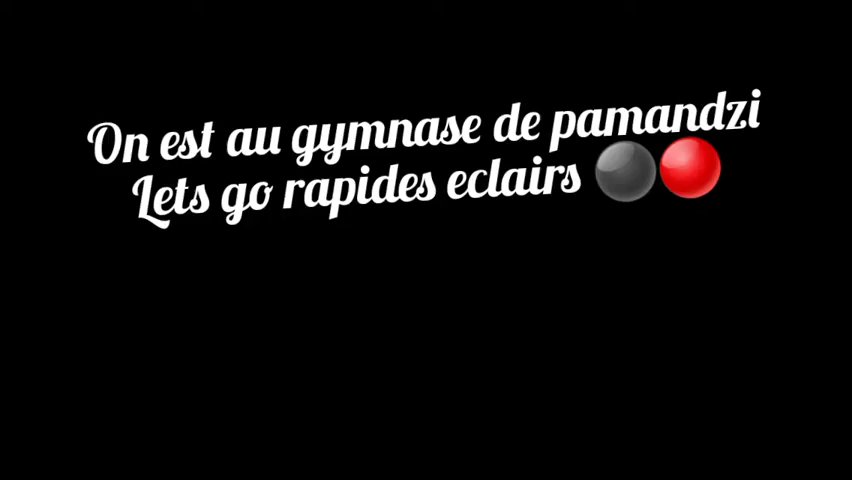 On est au gymnase de pamandzi
Lets go rapides eclairs ⚫🔴